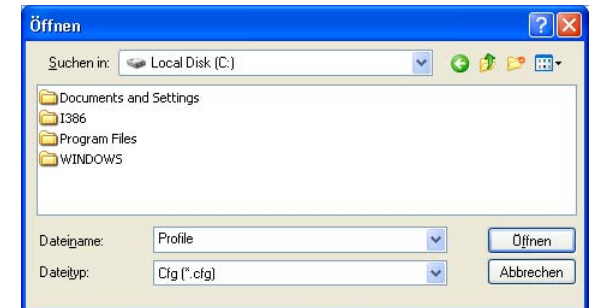 Öffnen
Suchen in: Local Disk (C:)
Documents and Settings
I386
Program Files
WINDOWS
Dateiname: Profile Öffnen
Dateityp: Cfg (*.cfg) Abbrechen